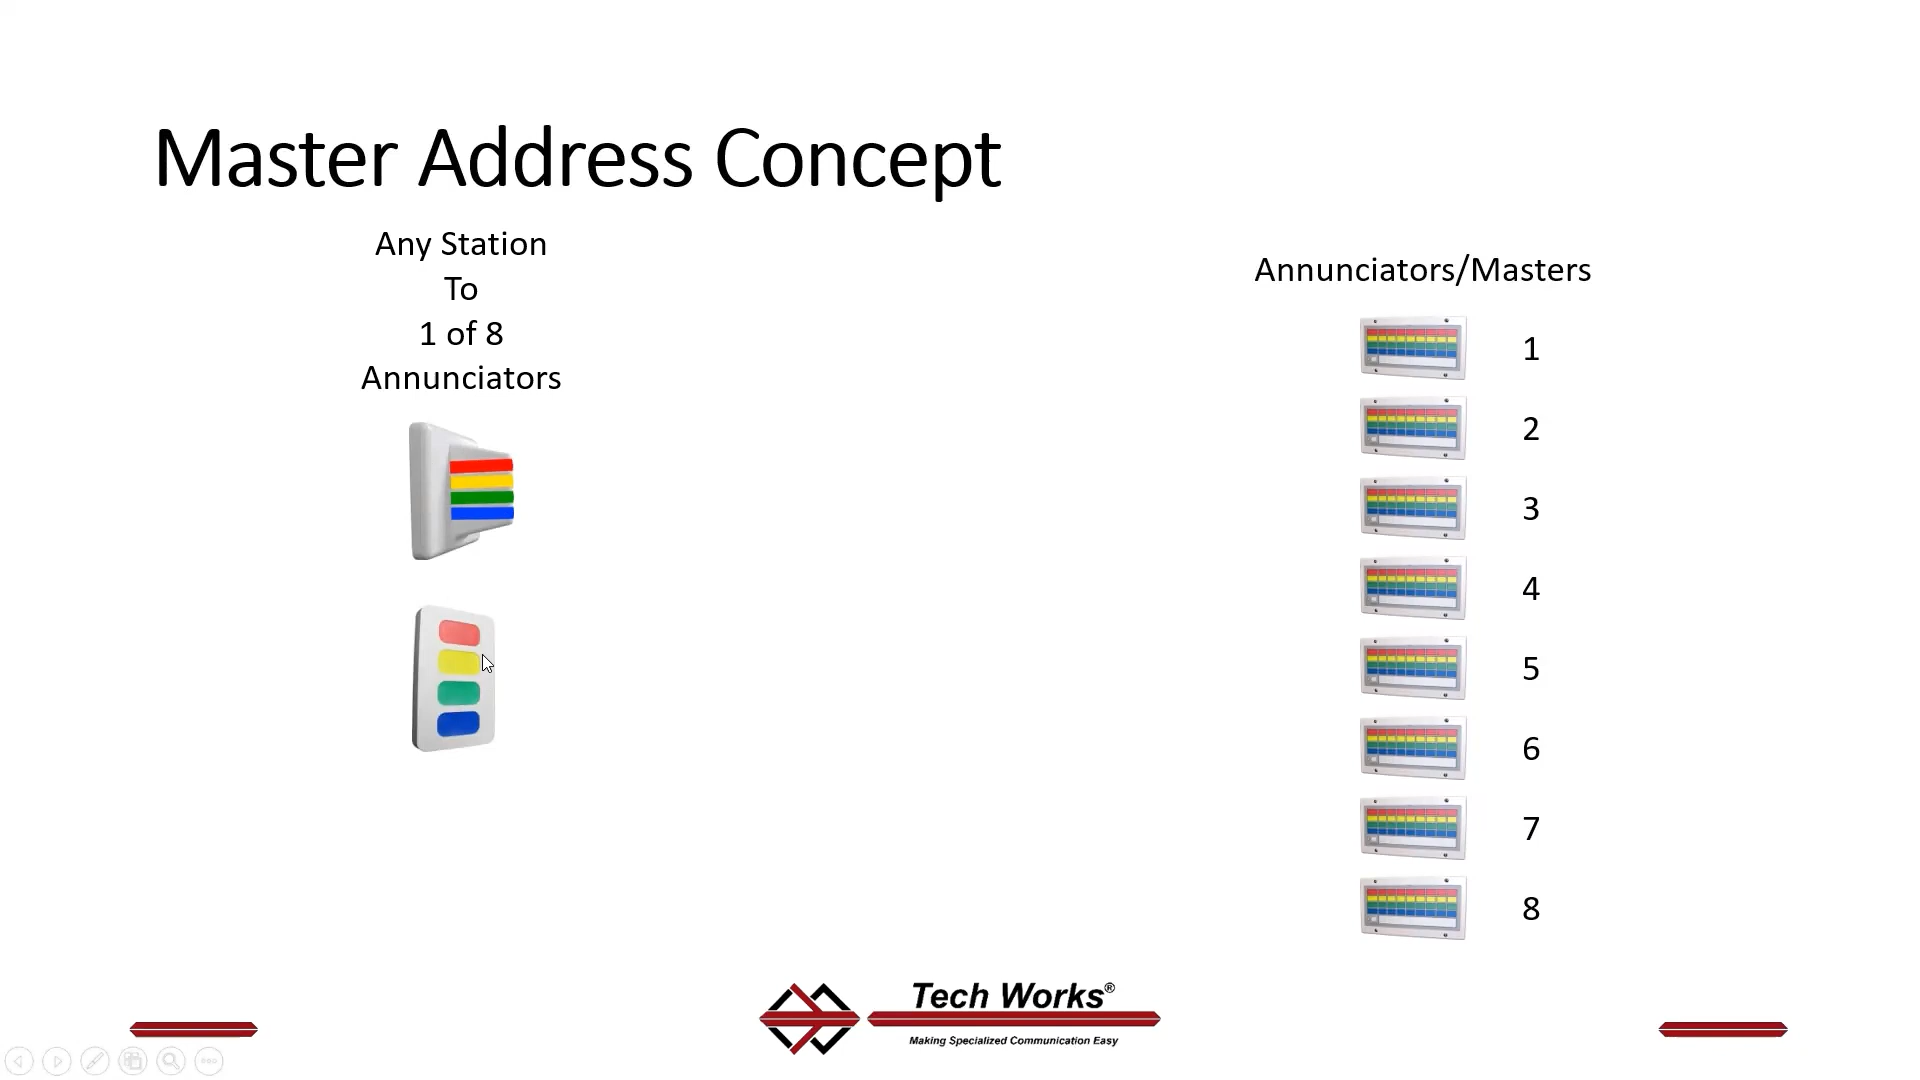 Master Address Concept
Any Station
To
1 of 8
Annunciators
Annunciators/Masters
1
2
3
4
5
6
7
8
Tech Works®
Making Specialized Communication Easy